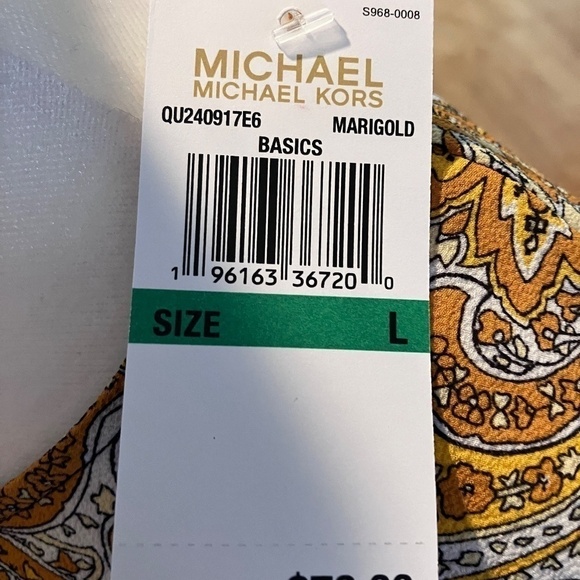 S968-0008
MICHAEL
MICHAEL KORS
QU240917E6 MARIGOLD
BASICS
1 96163 36720 0
SIZE L